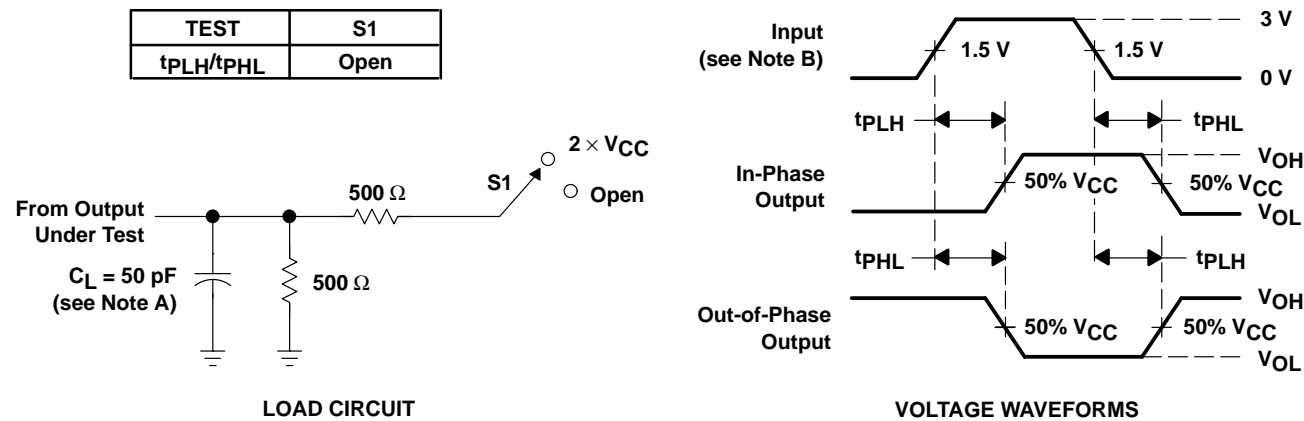 TEST S1
tPLH/tPHL Open
From Output
Under Test
CL = 50 pF
(see Note A)
500 Ω
500 Ω
S1
2 × VCC
Open
LOAD CIRCUIT
Input
(see Note B)
1.5 V
1.5 V
3 V
0 V
tPLH
tPHL
In-Phase
Output
50% VCC
50% VCC
VOH
VOL
tPHL
tPLH
Out-of-Phase
Output
50% VCC
50% VCC
VOH
VOL
VOLTAGE WAVEFORMS